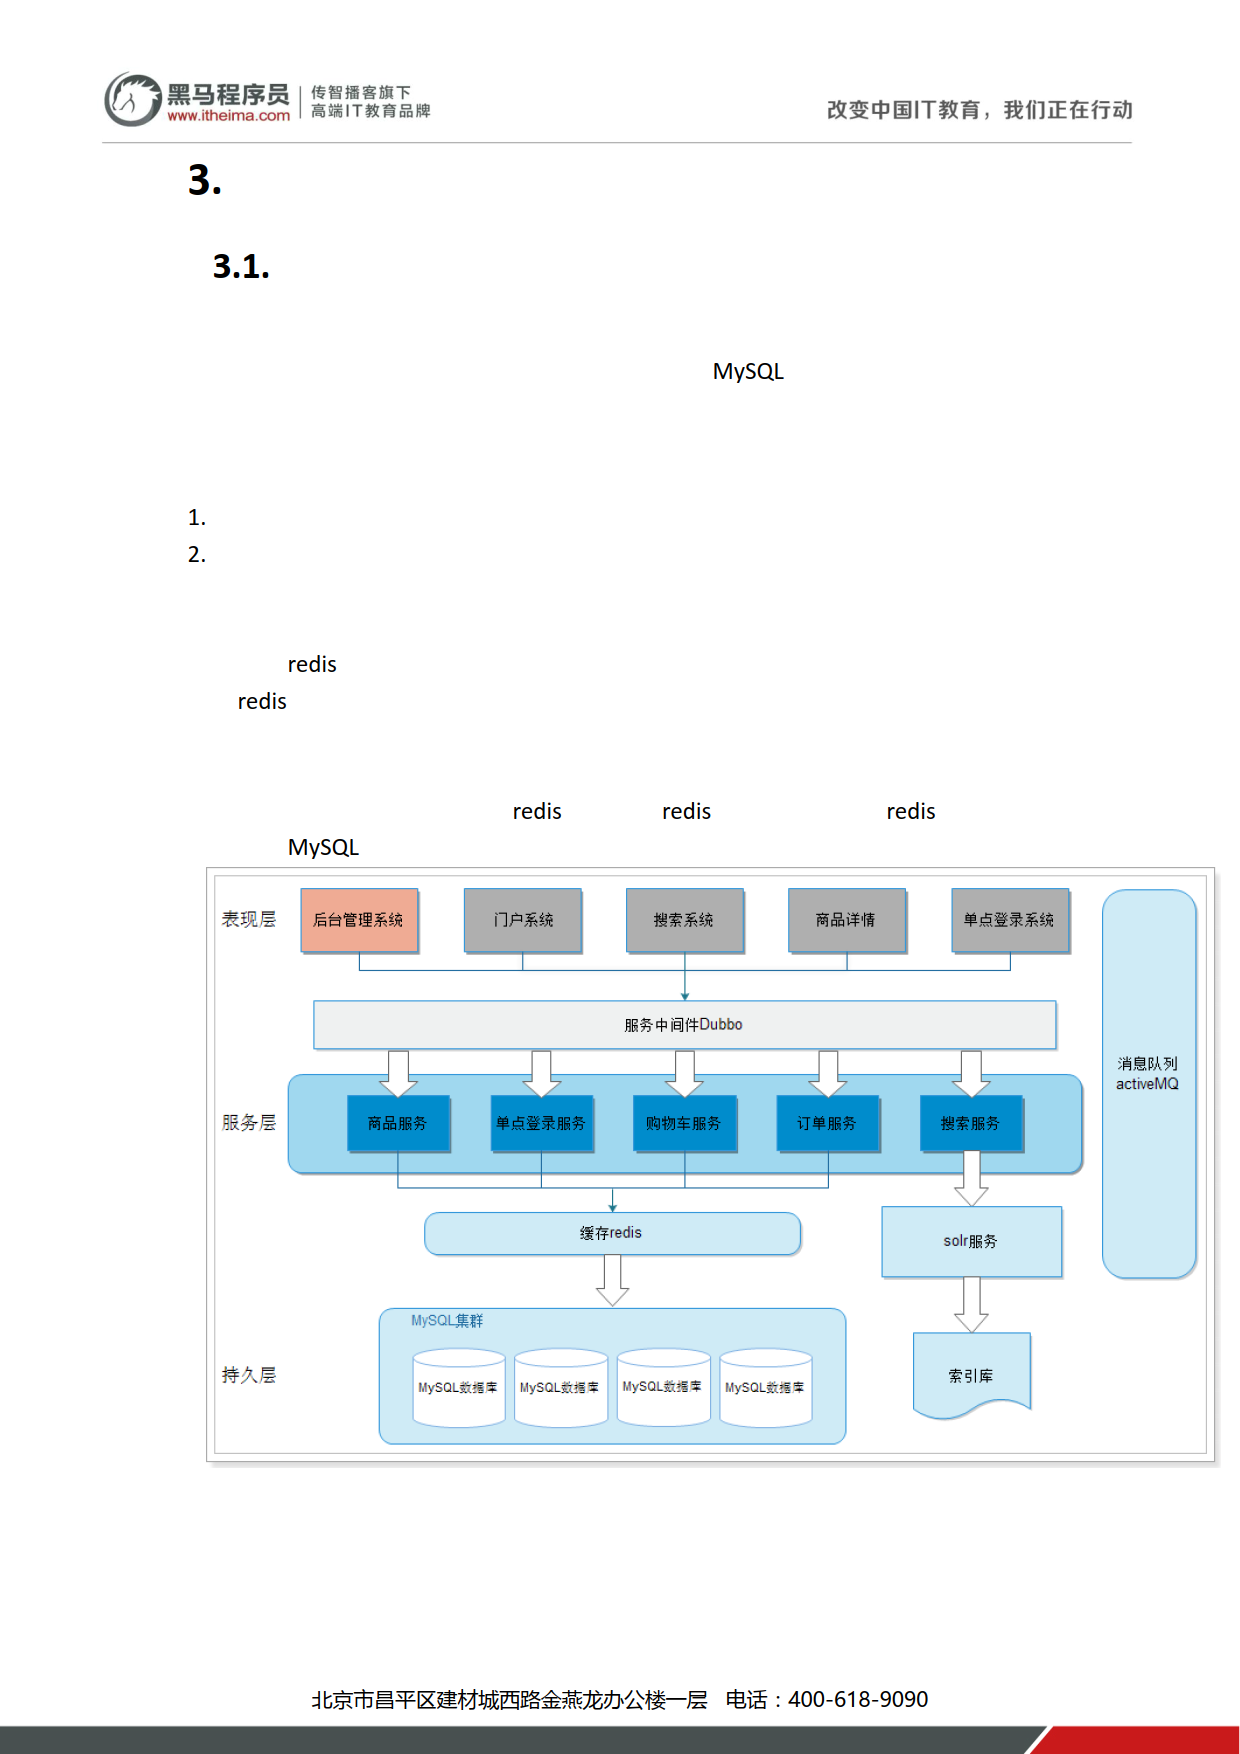 黑马程序员
www.itheima.com
传智播客旗下
高端IT教育品牌
改变中国IT教育，我们正在行动
3.
3.1.
MySQL
1.
2.
redis
redis
redis redis redis
MySQL
表现层 后台管理系统 门户系统 搜索系统 商品详情 单点登录系统
服务中间件Dubbo
消息队列
activeMQ
服务层 商品服务 单点登录服务 购物车服务 订单服务 搜索服务
缓存redis
solr服务
MySQL集群
持久层 MySQL数据库 MySQL数据库 MySQL数据库 MySQL数据库 索引库
北京市昌平区建材城西路金燕龙办公楼一层 电话：400-618-9090